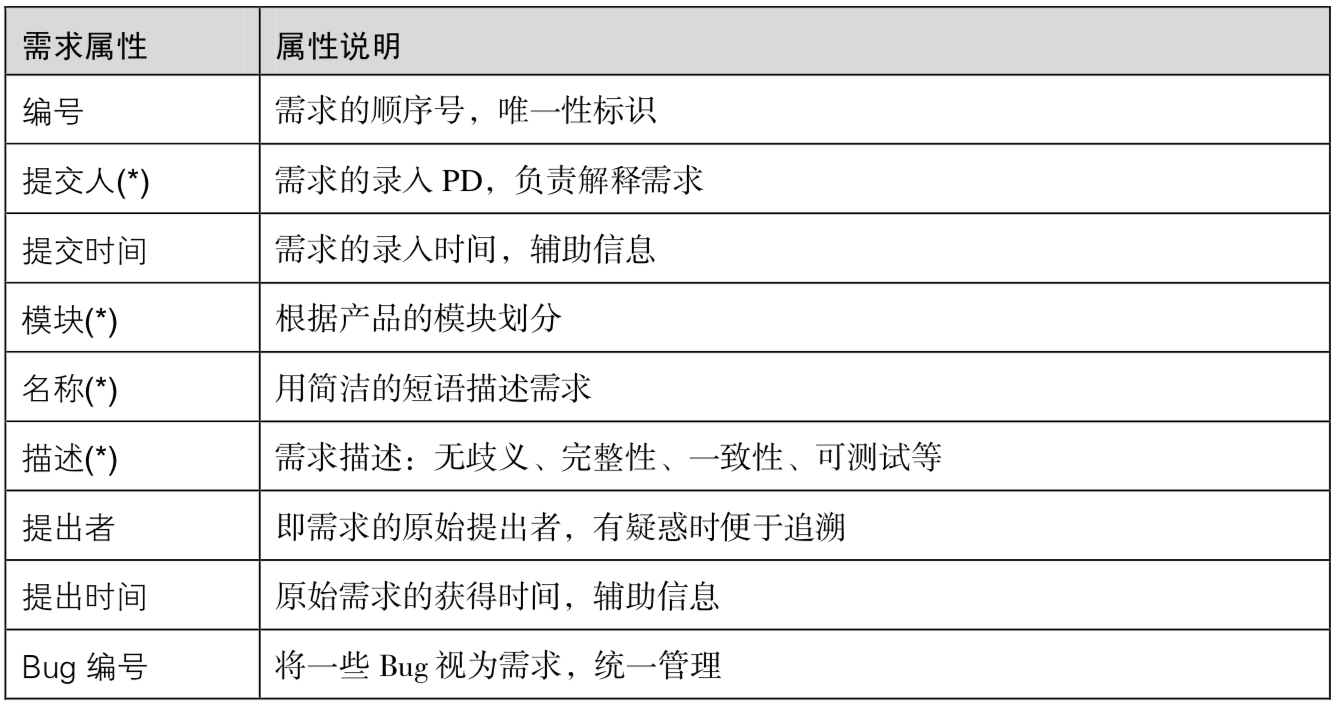 需求属性 属性说明
编号 需求的顺序号，唯一性标识
提交人(*) 需求的录入 PD，负责解释需求
提交时间 需求的录入时间，辅助信息
模块(*) 根据产品的模块划分
名称(*) 用简洁的短语描述需求
描述(*) 需求描述：无歧义、完整性、一致性、可测试等
提出者 即需求的原始提出者，有疑惑时便于追溯
提出时间 原始需求的获得时间，辅助信息
Bug 编号 将一些 Bug 视为需求，统一管理